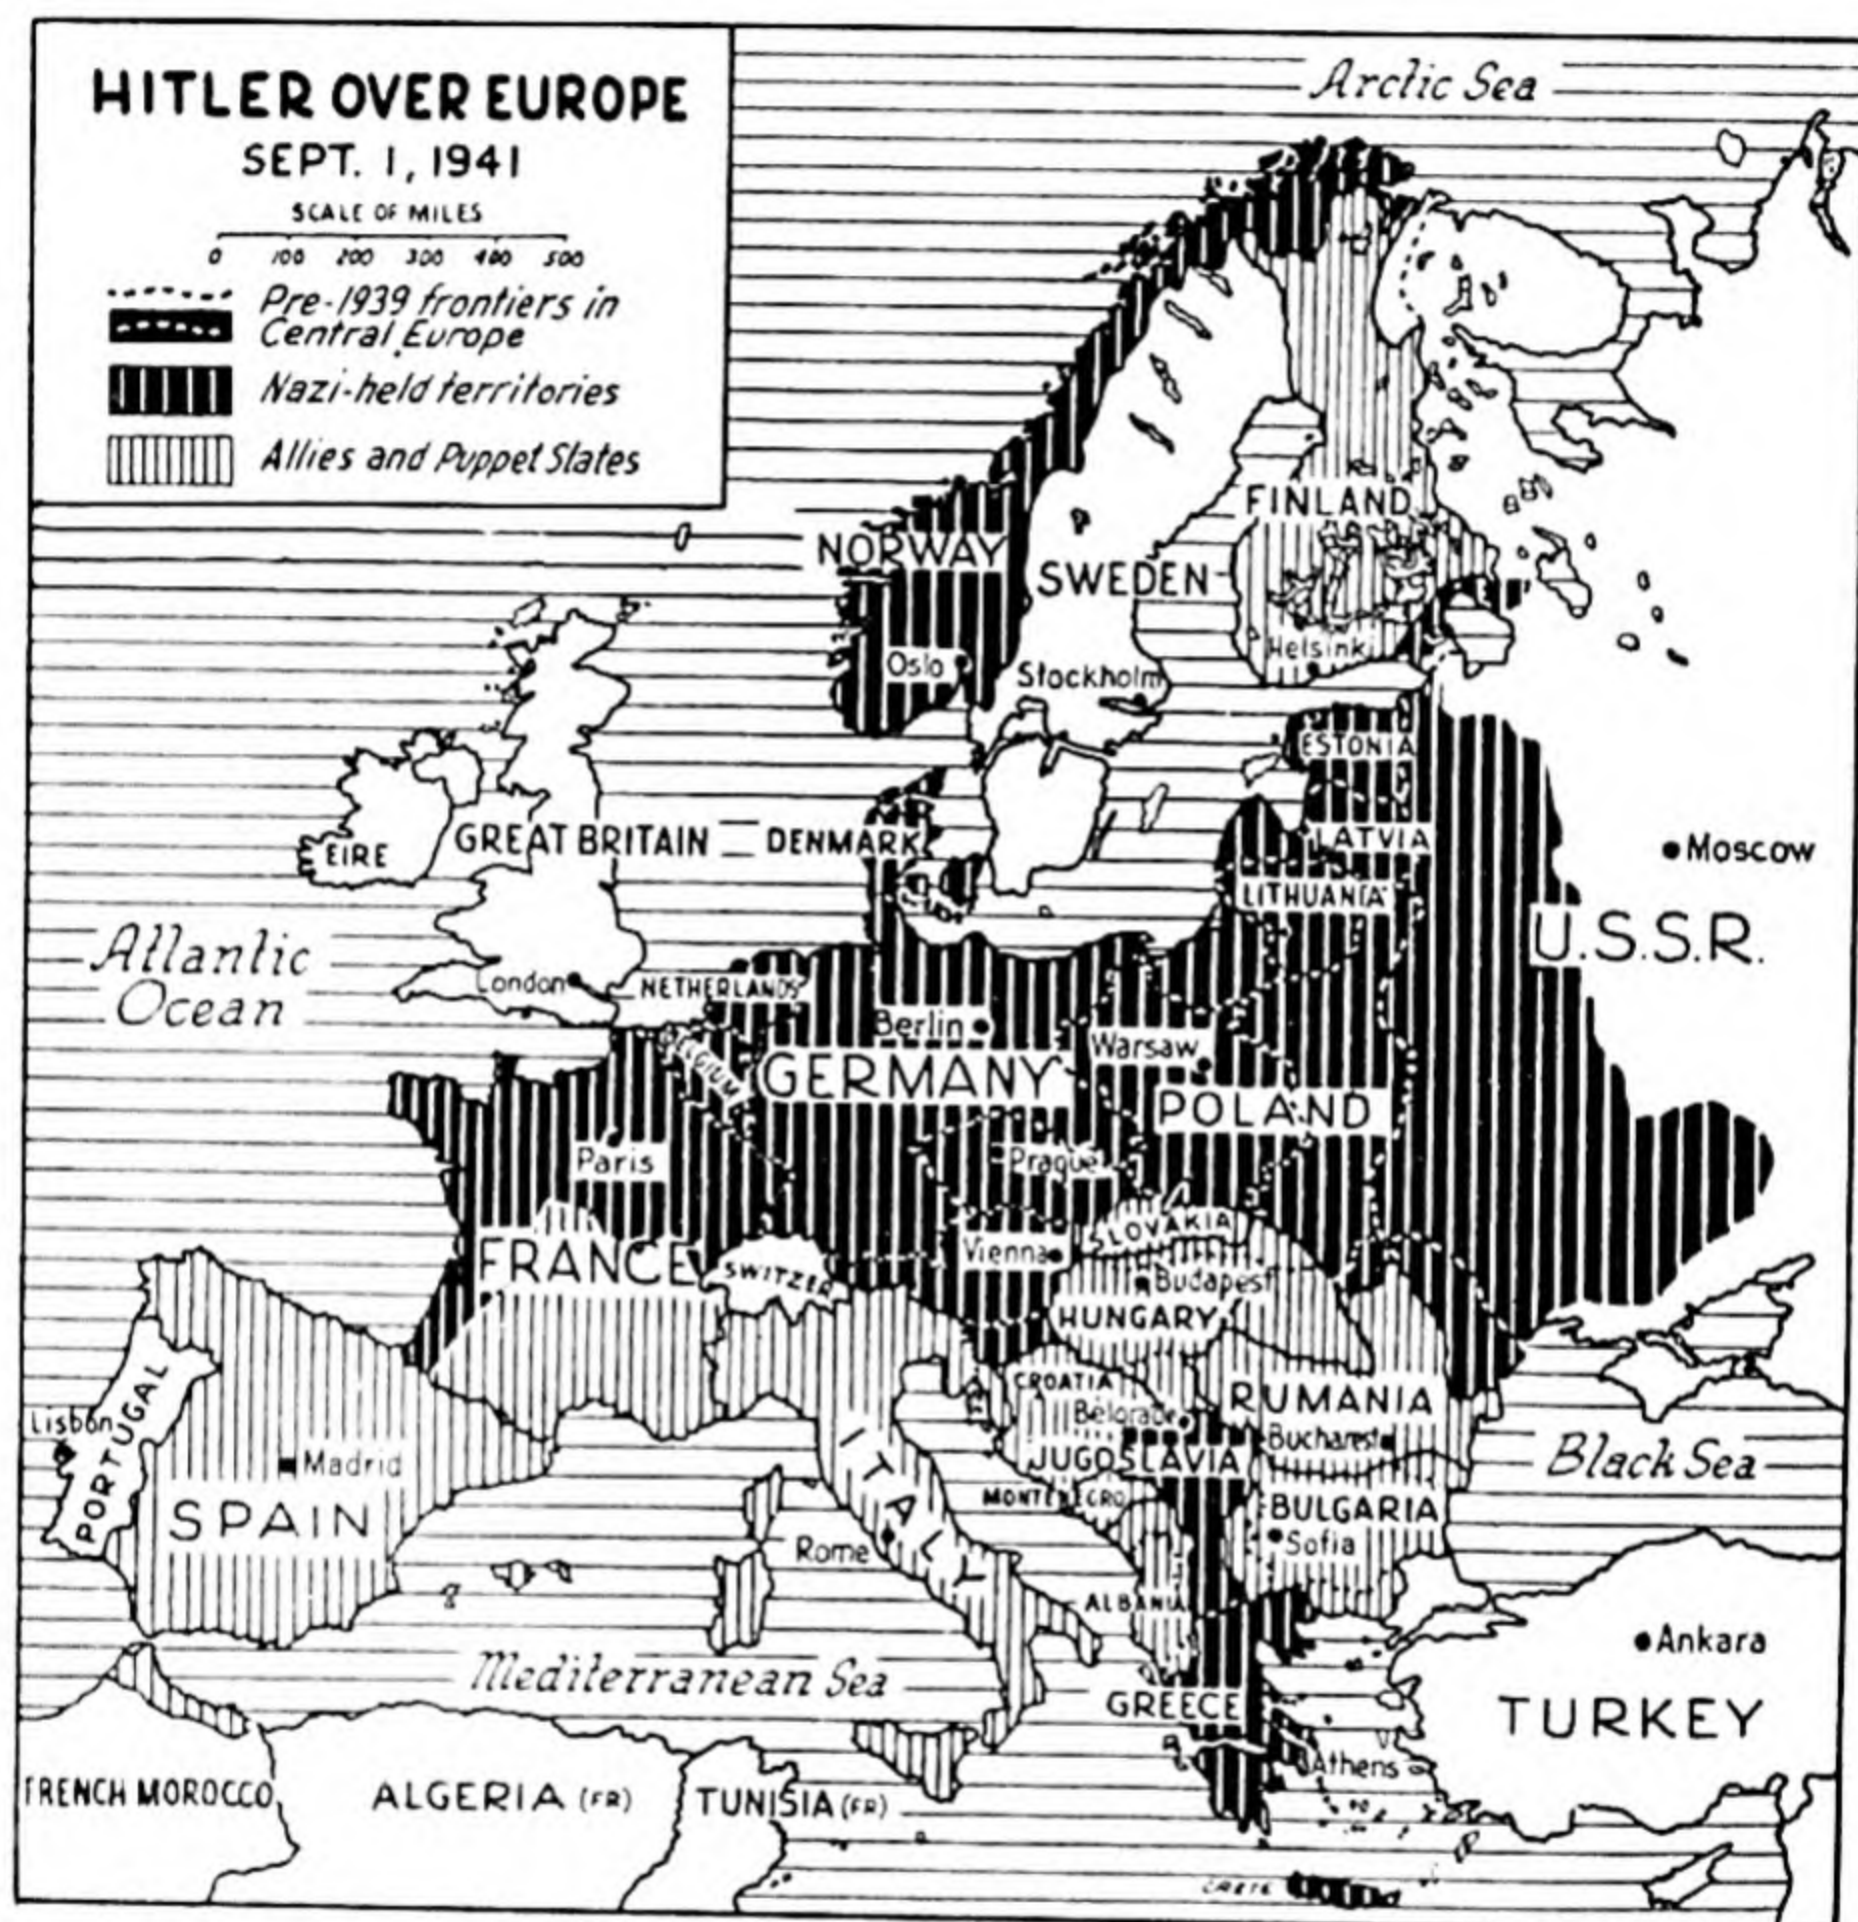 HITLER OVER EUROPE
SEPT. 1, 1941
SCALE OF MILES
0 100 200 300 400 500
Pre-1939 frontiers in
Central Europe
Nazi-held territories
Allies and Puppet States
Arctic Sea
FINLAND
NORWAY
SWEDEN
Oslo
Helsinki
Stockholm
ESTONIA
EIRE
GREAT BRITAIN
DENMARK
LATVIA
Moscow
LITHUANIA
U.S.S.R.
Atlantic
Ocean
London
NETHERLANDS
Berlin
BELGIUM
Warsaw
GERMANY
POLAND
Paris
Prague
SLOVAKIA
FRANCE
Vienna
SWITZER
Budapest
HUNGARY
CROATIA
RUMANIA
Lisbon
PORTUGAL
Belgrade
Bucharest
Madrid
JUGOSLAVIA
Black Sea
ITALY
MONTENEGRO
SPAIN
BULGARIA
Rome
Sofia
ALBANIA
Ankara
Mediterranean Sea
GREECE
TURKEY
Athens
FRENCH MOROCCO
ALGERIA (FR)
TUNISIA (FR)
CRETE